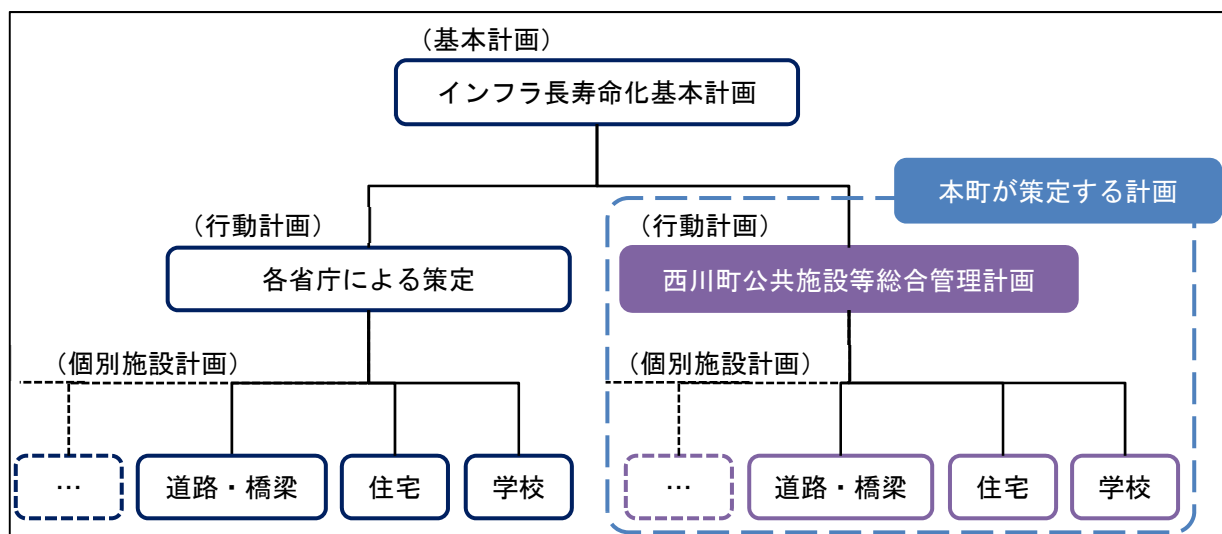 （基本計画）
インフラ長寿命化基本計画
本町が策定する計画
（行動計画）
（行動計画）
各省庁による策定
西川町公共施設等総合管理計画
（個別施設計画）
（個別施設計画）
…
道路・橋梁
住宅
学校
…
道路・橋梁
住宅
学校